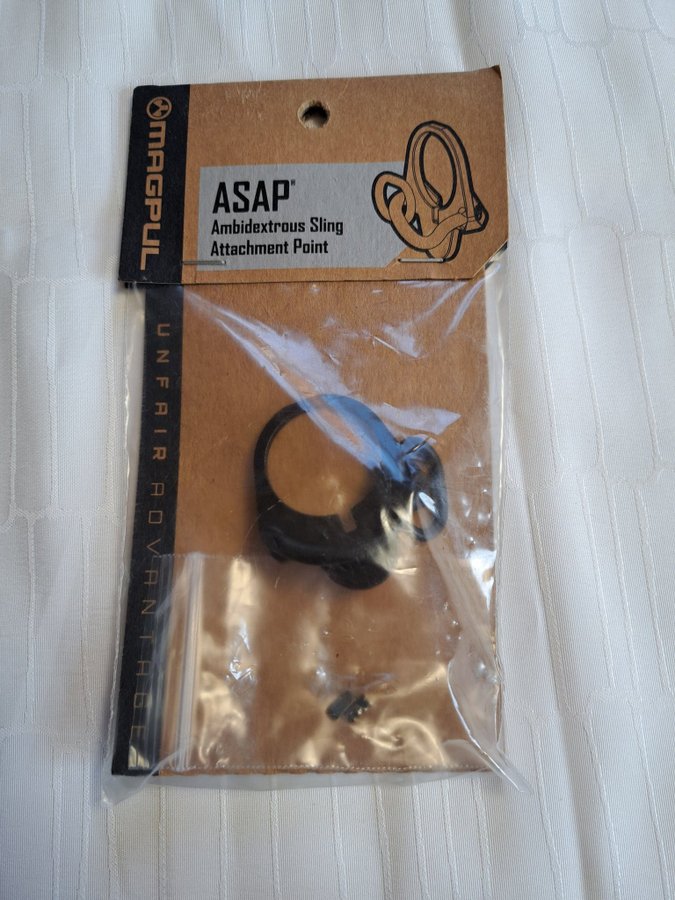 MAGPUL
ASAP®
Ambidextrous Sling
Attachment Point
UNFAIR ADVANTAGE